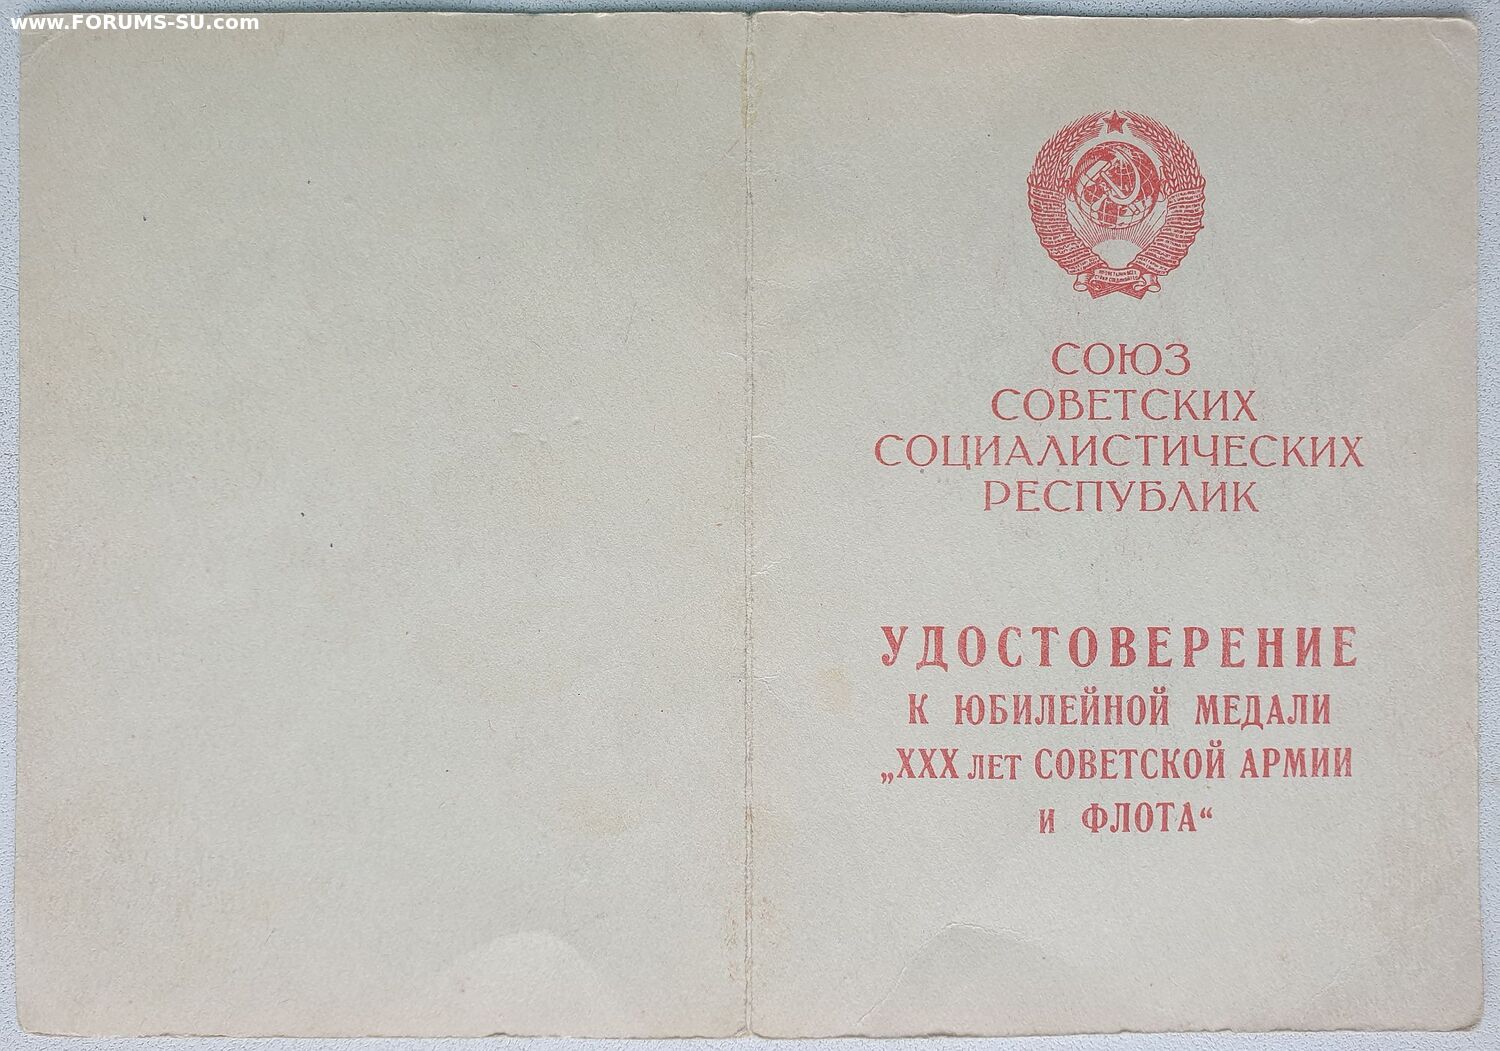 www.FORUMS-SU.com
СОЮЗ
СОВЕТСКИХ
СОЦИАЛИСТИЧЕСКИХ
РЕСПУБЛИК
УДОСТОВЕРЕНИЕ
К ЮБИЛЕЙНОЙ МЕДАЛИ
„XXX ЛЕТ СОВЕТСКОЙ АРМИИ
И ФЛОТА“